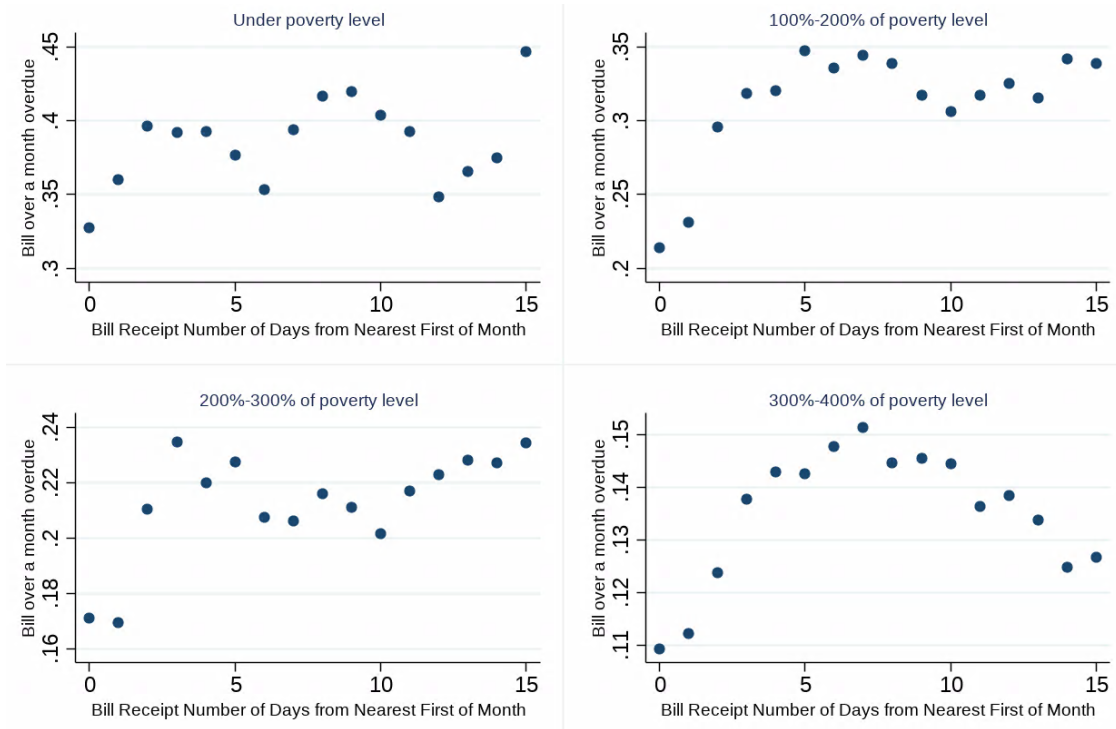 Under poverty level
Bill over a month overdue
.45
.4
.35
.3
0 5 10 15
Bill Receipt Number of Days from Nearest First of Month
100%-200% of poverty level
Bill over a month overdue
.35
.3
.25
.2
0 5 10 15
Bill Receipt Number of Days from Nearest First of Month
200%-300% of poverty level
Bill over a month overdue
.24
.22
.2
.18
.16
0 5 10 15
Bill Receipt Number of Days from Nearest First of Month
300%-400% of poverty level
Bill over a month overdue
.15
.14
.13
.12
.11
0 5 10 15
Bill Receipt Number of Days from Nearest First of Month